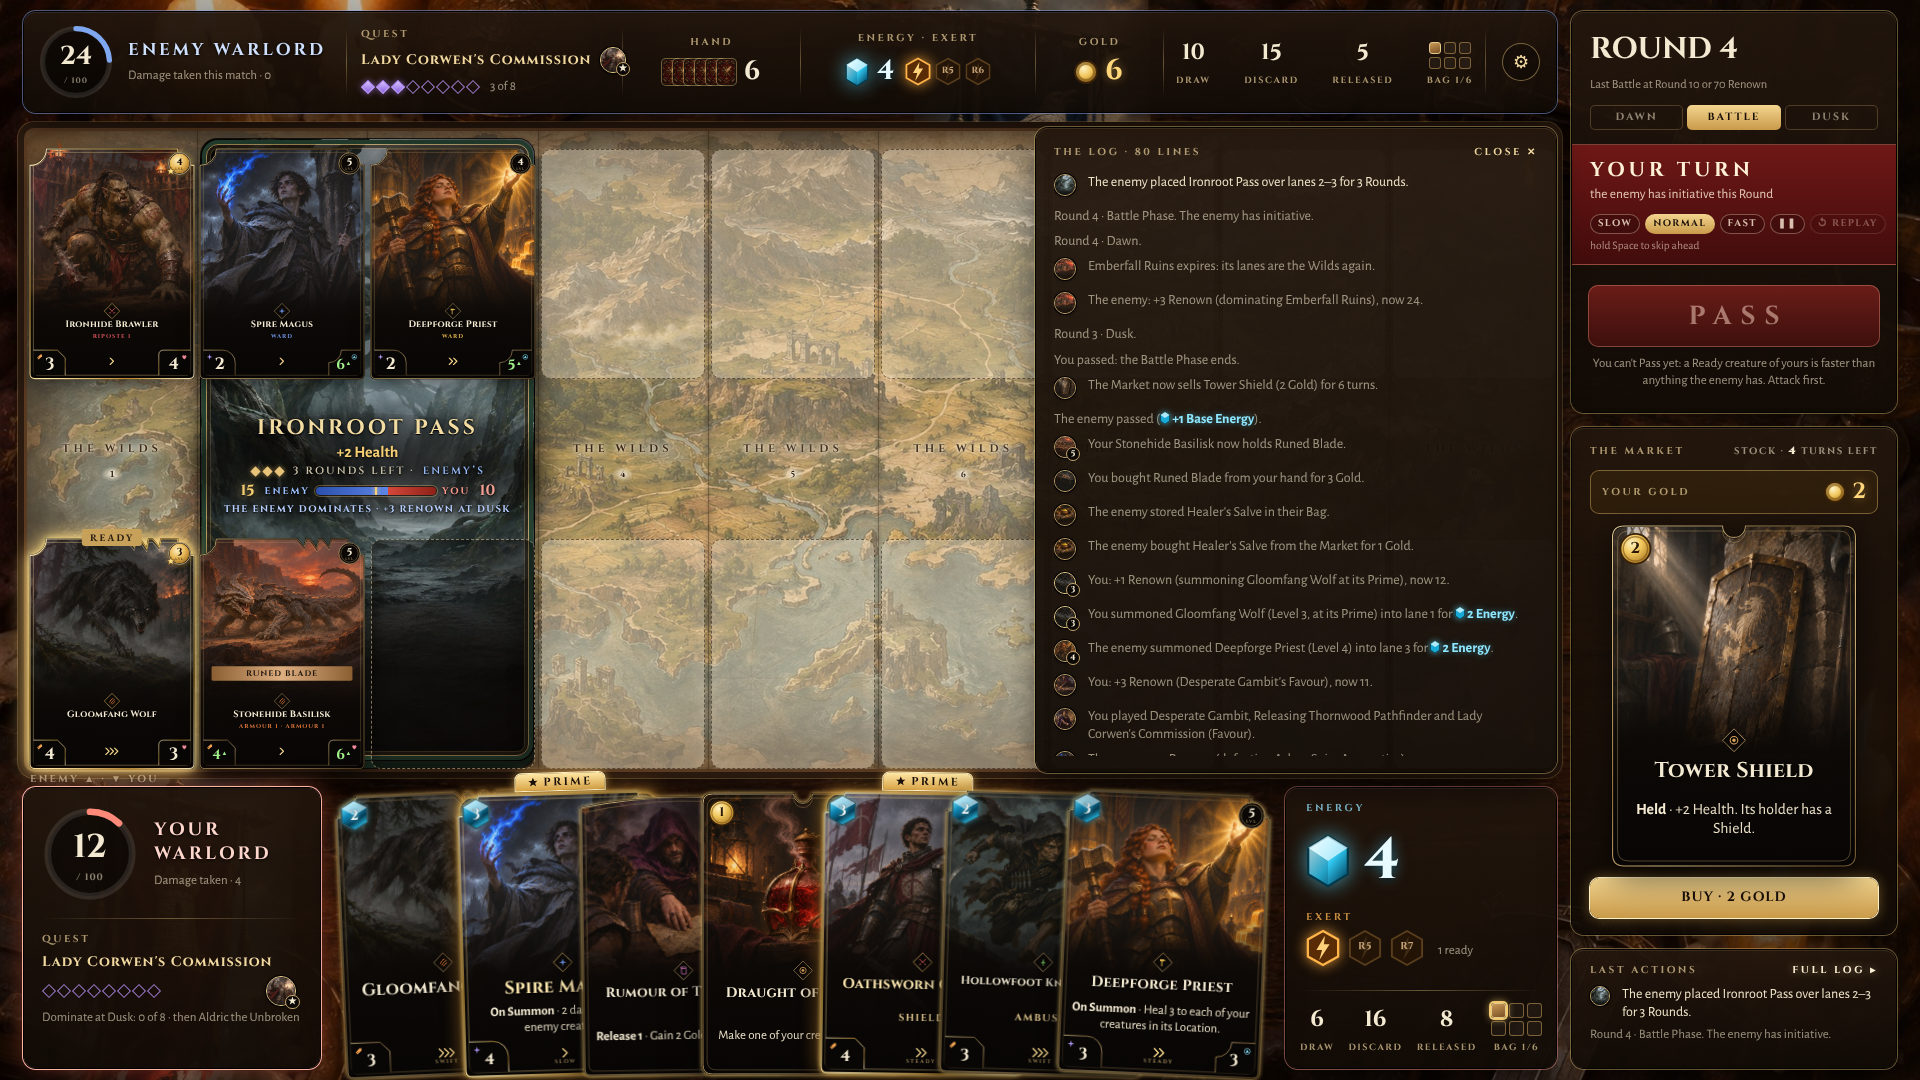 24
/ 100
ENEMY WARLORD
Damage taken this match · 0
QUEST
LADY CORWEN'S COMMISSION
3 of 8
HAND
6
ENERGY · EXERT
4
R5
R6
GOLD
6
10
DRAW
15
DISCARD
5
RELEASED
BAG 1/6
ROUND 4
Last Battle at Round 10 or 70 Renown
DAWN
BATTLE
DUSK
YOUR TURN
the enemy has initiative this Round
SLOW
NORMAL
FAST
REPLAY
hold Space to skip ahead
PASS
You can't Pass yet: a Ready creature of yours is faster than
anything the enemy has. Attack first.
4
IRONHIDE BRAWLER
RIPOSTE 1
3
4
5
SPIRE MAGUS
WARD
2
6
4
DEEPFORGE PRIEST
WARD
2
5
THE WILDS
1
IRONROOT PASS
+2 Health
3 ROUNDS LEFT · ENEMY'S
15 ENEMY
YOU 10
THE ENEMY DOMINATES · +3 RENOWN AT DUSK
THE WILDS
4
THE WILDS
5
THE WILDS
6
READY
3
GLOOMFANG WOLF
4
3
5
RUNED BLADE
STONEHIDE BASILISK
ARMOUR 1 · ARMOUR 1
4
6
ENEMY ▲ · ▼ YOU
THE LOG · 80 LINES
CLOSE ×
The enemy placed Ironroot Pass over lanes 2–3 for 3 Rounds.
Round 4 · Battle Phase. The enemy has initiative.
Round 4 · Dawn.
Emberfall Ruins expires: its lanes are the Wilds again.
The enemy: +3 Renown (dominating Emberfall Ruins), now 24.
Round 3 · Dusk.
You passed: the Battle Phase ends.
The Market now sells Tower Shield (2 Gold) for 6 turns.
The enemy passed (+1 Base Energy).
Your Stonehide Basilisk now holds Runed Blade.
5
You bought Runed Blade from your hand for 3 Gold.
The enemy stored Healer's Salve in their Bag.
The enemy bought Healer's Salve from the Market for 1 Gold.
You: +1 Renown (summoning Gloomfang Wolf at its Prime), now 12.
3
You summoned Gloomfang Wolf (Level 3, at its Prime) into lane 1 for 2 Energy.
3
The enemy summoned Deepforge Priest (Level 4) into lane 3 for 2 Energy.
4
You: +3 Renown (Desperate Gambit's Favour), now 11.
You played Desperate Gambit, Releasing Thornwood Pathfinder and Lady
Corwen's Commission (Favour).
THE MARKET
STOCK · 4 TURNS LEFT
YOUR GOLD
2
2
TOWER SHIELD
Held · +2 Health. Its holder has a
Shield.
BUY · 2 GOLD
LAST ACTIONS
FULL LOG ▸
The enemy placed Ironroot Pass over lanes 2–3
for 3 Rounds.
Round 4 · Battle Phase. The enemy has initiative.
12
/ 100
YOUR
WARLORD
Damage taken · 4
QUEST
LADY CORWEN'S COMMISSION
Dominate at Dusk: 0 of 8 · then Aldric the Unbroken
2
GLOOMFAN
3
SWIFT
★ PRIME
3
SPIRE MA
On Summon · 2 da
enemy crea
4
SLOW
RUMOUR OF T
Release 1 · Gain 2 Gol
1
DRAUGHT OF
Make one of your cre
★ PRIME
3
OATHSWORN
SHIELD
4
STEADY
2
HOLLOWFOOT KN
AMBUS
3
SWIFT
3
5
DEEPFORGE PRIEST
On Summon · Heal 3 to each of your
creatures in its Location.
3
STEADY
3
ENERGY
4
EXERT
R5
R7
1 ready
6
DRAW
16
DISCARD
8
RELEASED
BAG 1/6